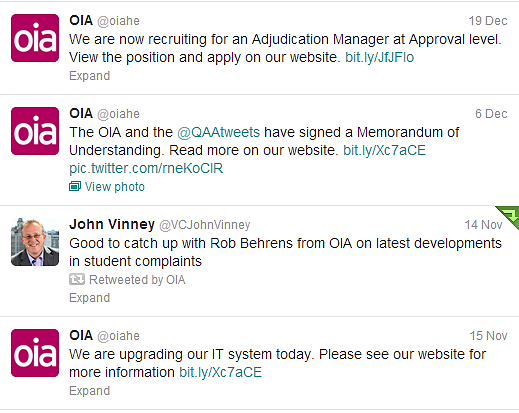 oia
OIA @oiahe 19 Dec
We are now recruiting for an Adjudication Manager at Approval level.
View the position and apply on our website. bit.ly/JfJFlo
Expand
oia
OIA @oiahe 6 Dec
The OIA and the @QAAtweets have signed a Memorandum of
Understanding. Read more on our website. bit.ly/Xc7aCE
pic.twitter.com/rneKoClR
View photo
John Vinney @VCJohnVinney 14 Nov
Good to catch up with Rob Behrens from OIA on latest developments
in student complaints
Retweeted by OIA
Expand
oia
OIA @oiahe 15 Nov
We are upgrading our IT system today. Please see our website for
more information bit.ly/Xc7aCE
Expand